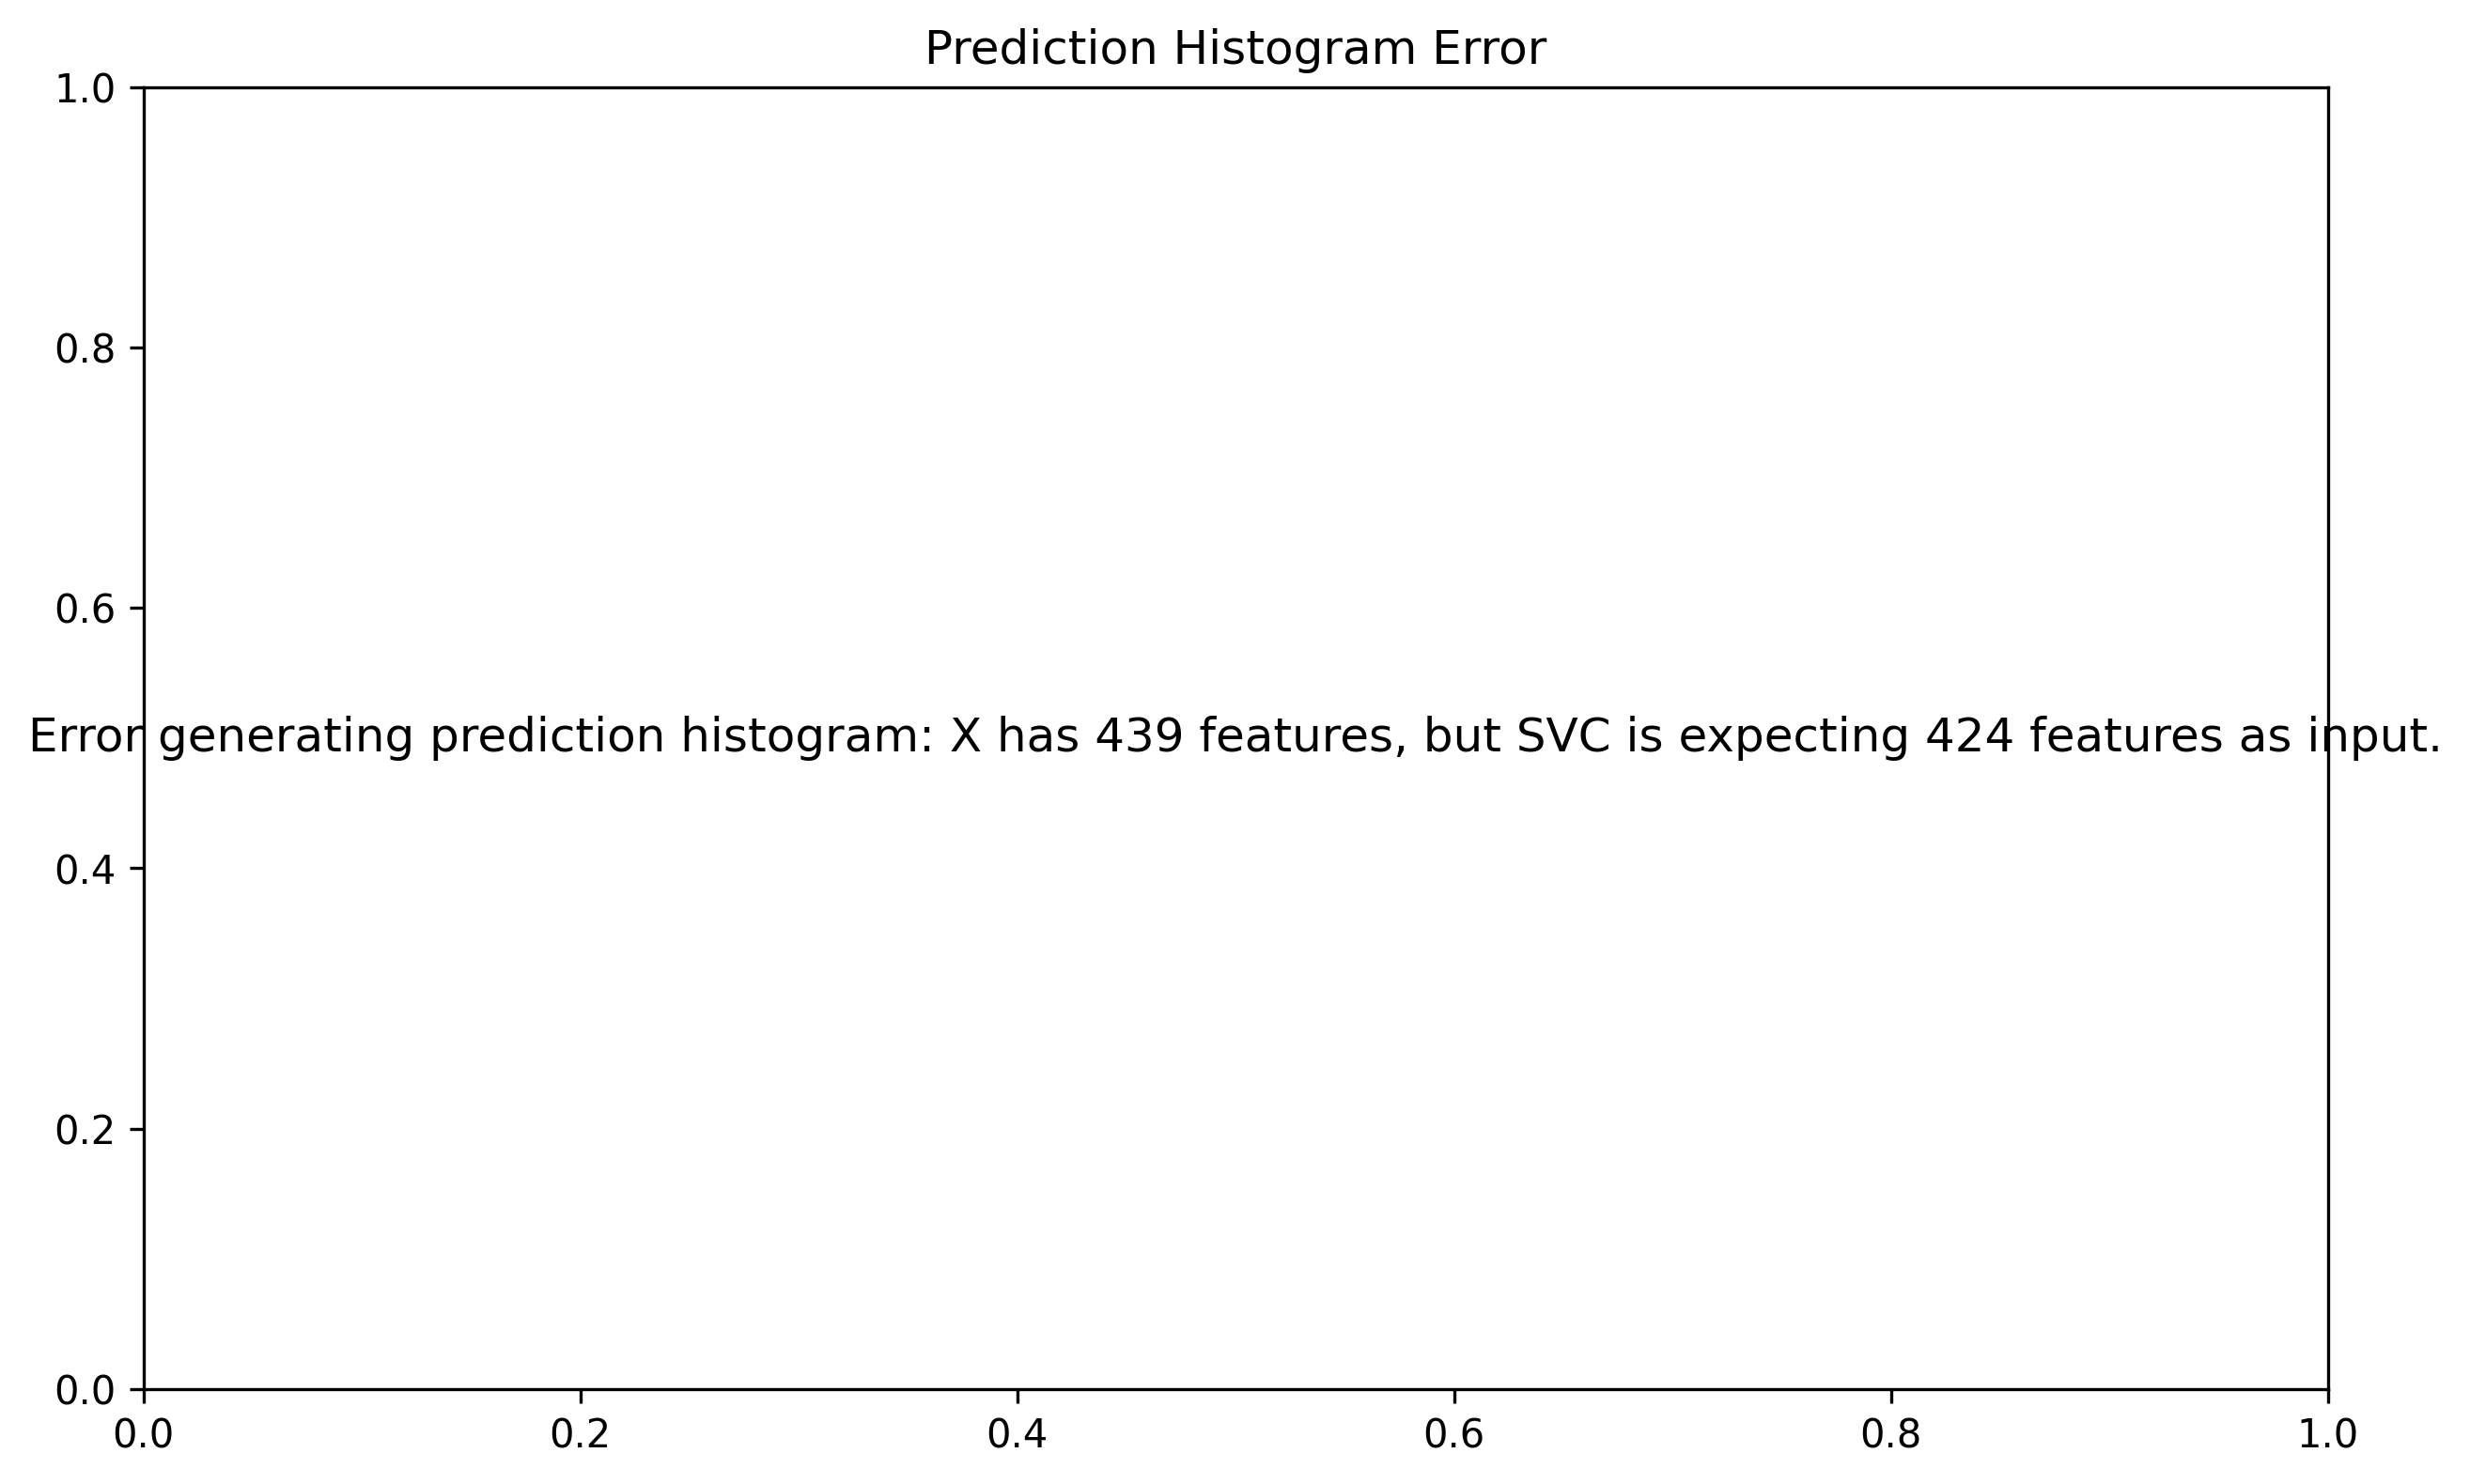 Prediction Histogram Error
1.0
0.8
0.6
Error generating prediction histogram: X has 439 features, but SVC is expecting 424 features as input.
0.4
0.2
0.0
0.0 0.2 0.4 0.6 0.8 1.0